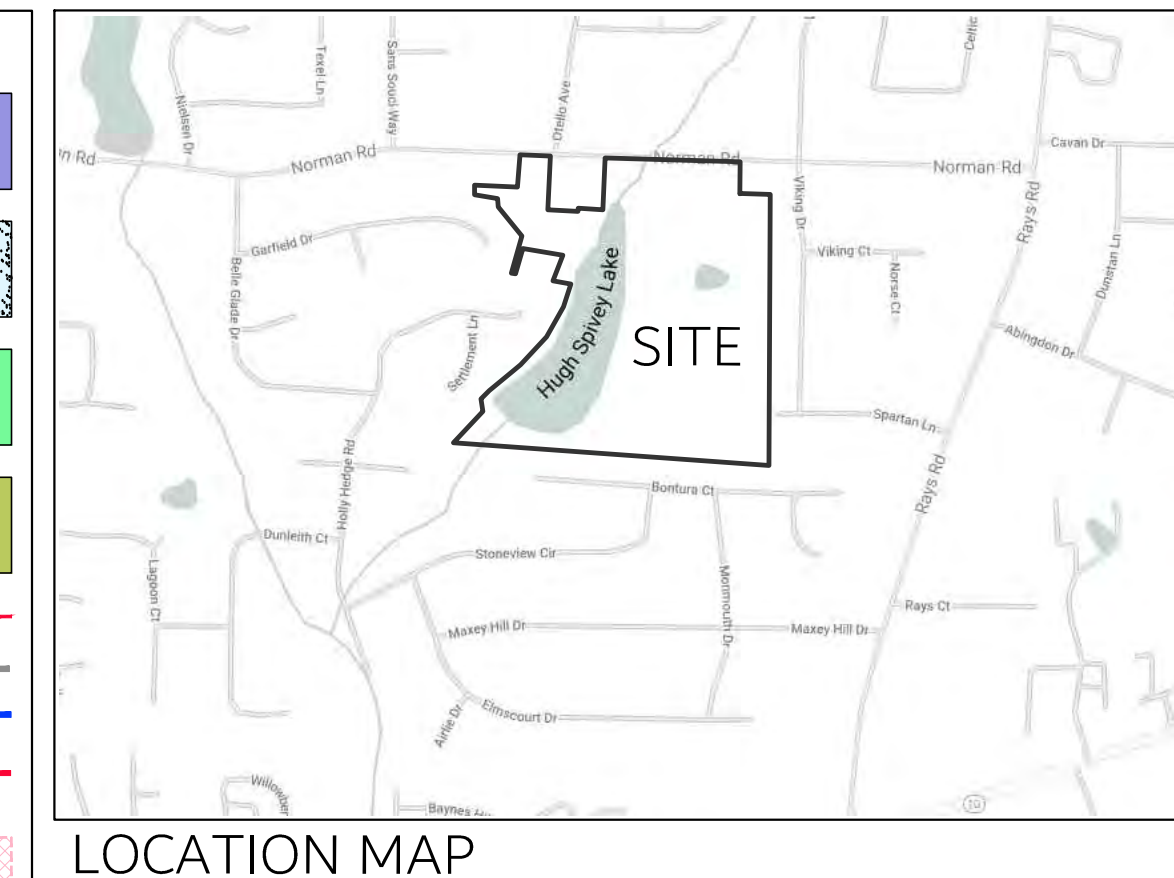 Texel Ln
Sans Souci Way
Otello Ave
Celtic
Nielsen Dr
n Rd
Norman Rd
Norman Rd
Norman Rd
Cavan Dr
Rays Rd
Viking Dr
Viking Ct
Norse Ct
Dunstan Ln
Garfield Dr
Belle Glade Dr
Hugh Spivey Lake
SITE
Settlement Ln
Abingdon Dr
Spartan Ln
Holly Hedge Rd
Rays Rd
Bontura Ct
Dunleith Ct
Stoneview Cir
Lagoon Ct
Monmouth Dr
Rays Ct
Maxey Hill Dr
Maxey Hill Dr
Airlie Dr
Elmscourt Dr
Willowber
Baynes Hi
10
LOCATION MAP